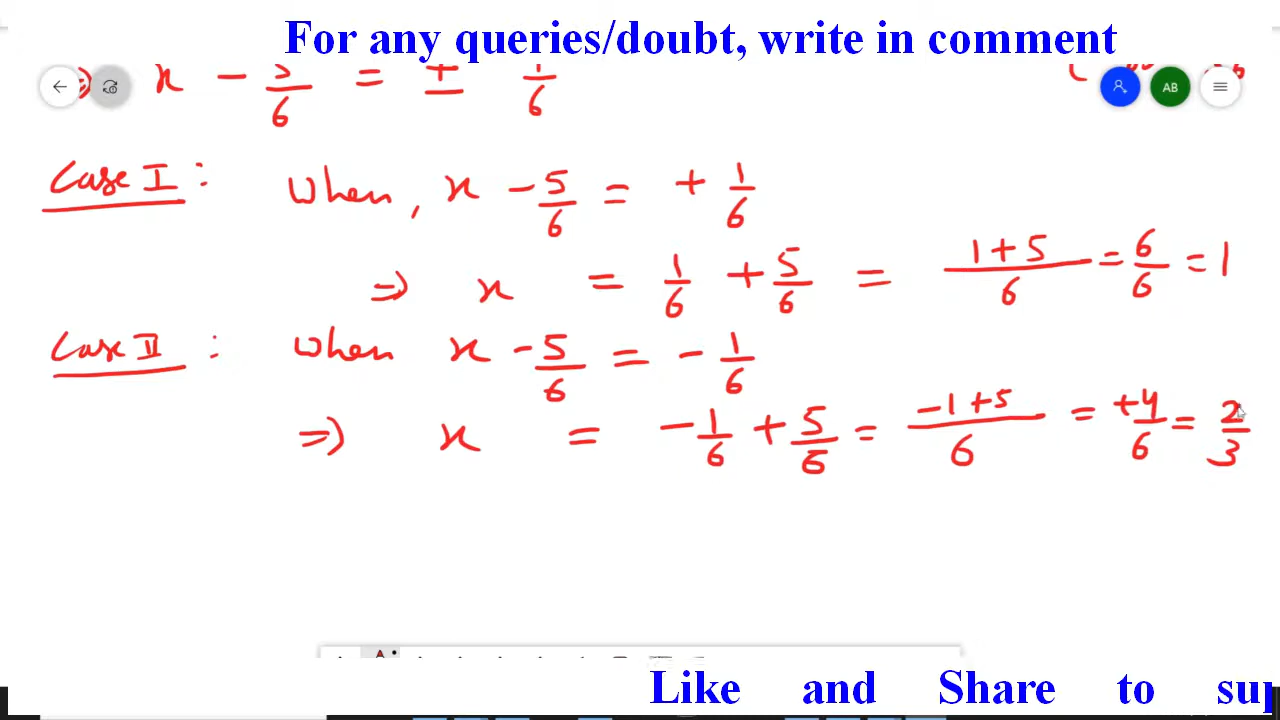 For any queries/doubt, write in comment
⇒ x - 5/6 = ± 1/6
AB
Case I : When, x - 5/6 = + 1/6
⇒ x = 1/6 + 5/6 = (1+5)/6 = 6/6 = 1
Case II : When x - 5/6 = - 1/6
⇒ x = -1/6 + 5/6 = (-1+5)/6 = +4/6 = 2/3
Like and Share to sup